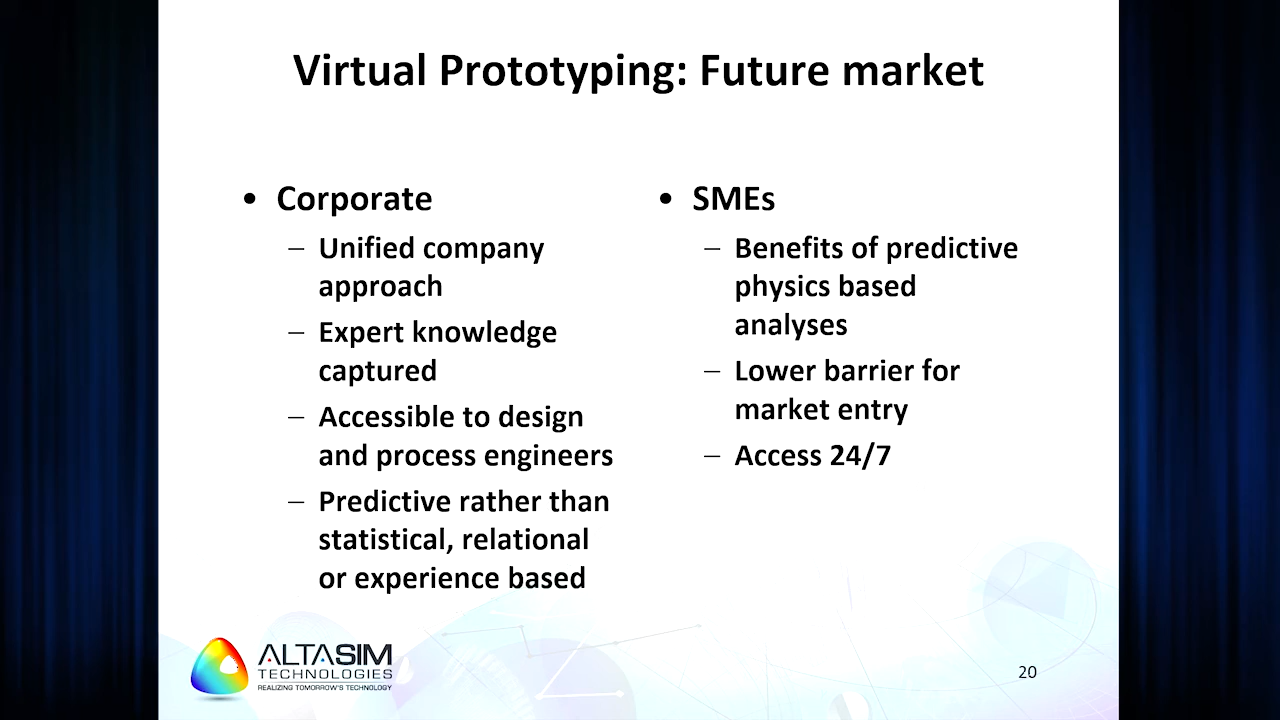 Virtual Prototyping: Future market
• Corporate
– Unified company
approach
– Expert knowledge
captured
– Accessible to design
and process engineers
– Predictive rather than
statistical, relational
or experience based
• SMEs
– Benefits of predictive
physics based
analyses
– Lower barrier for
market entry
– Access 24/7
ALTASIM
TECHNOLOGIES
REALIZING TOMORROW'S TECHNOLOGY
20